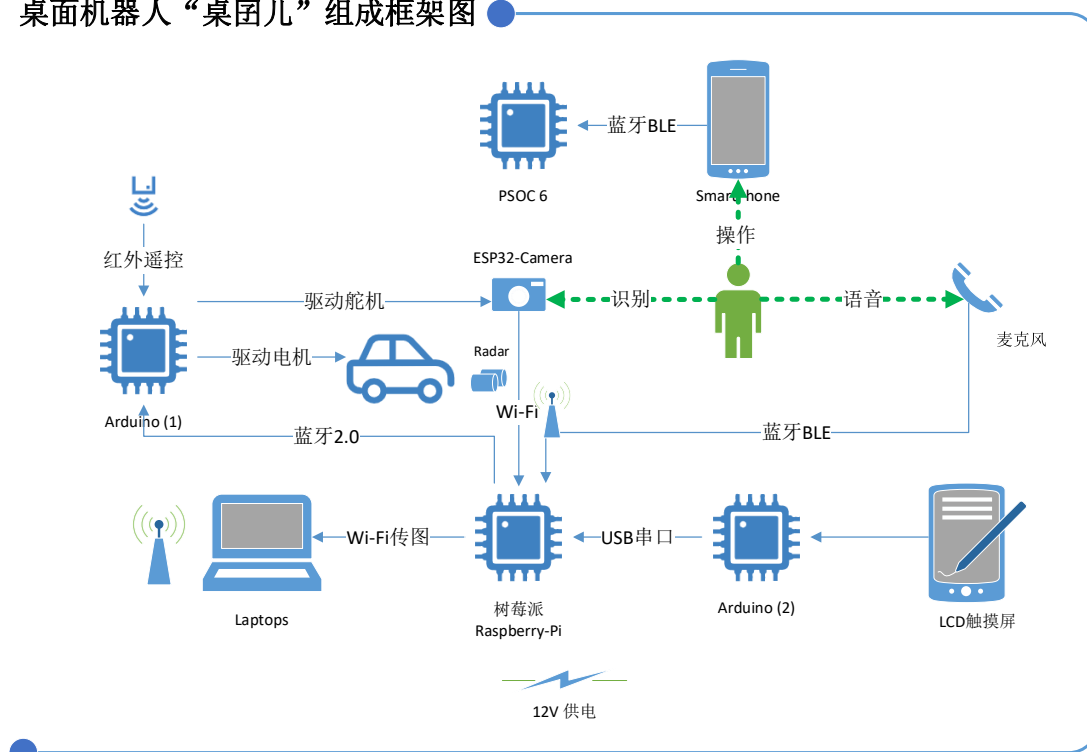 桌面机器人“桌囝儿”组成框架图
蓝牙BLE
PSOC 6
Smartphone
操作
红外遥控
ESP32-Camera
驱动舵机
识别
语音
麦克风
驱动电机
Radar
Wi-Fi
Arduino (1)
蓝牙2.0
蓝牙BLE
Wi-Fi传图
USB串口
Laptops
树莓派
Raspberry-Pi
Arduino (2)
LCD触摸屏
12V 供电